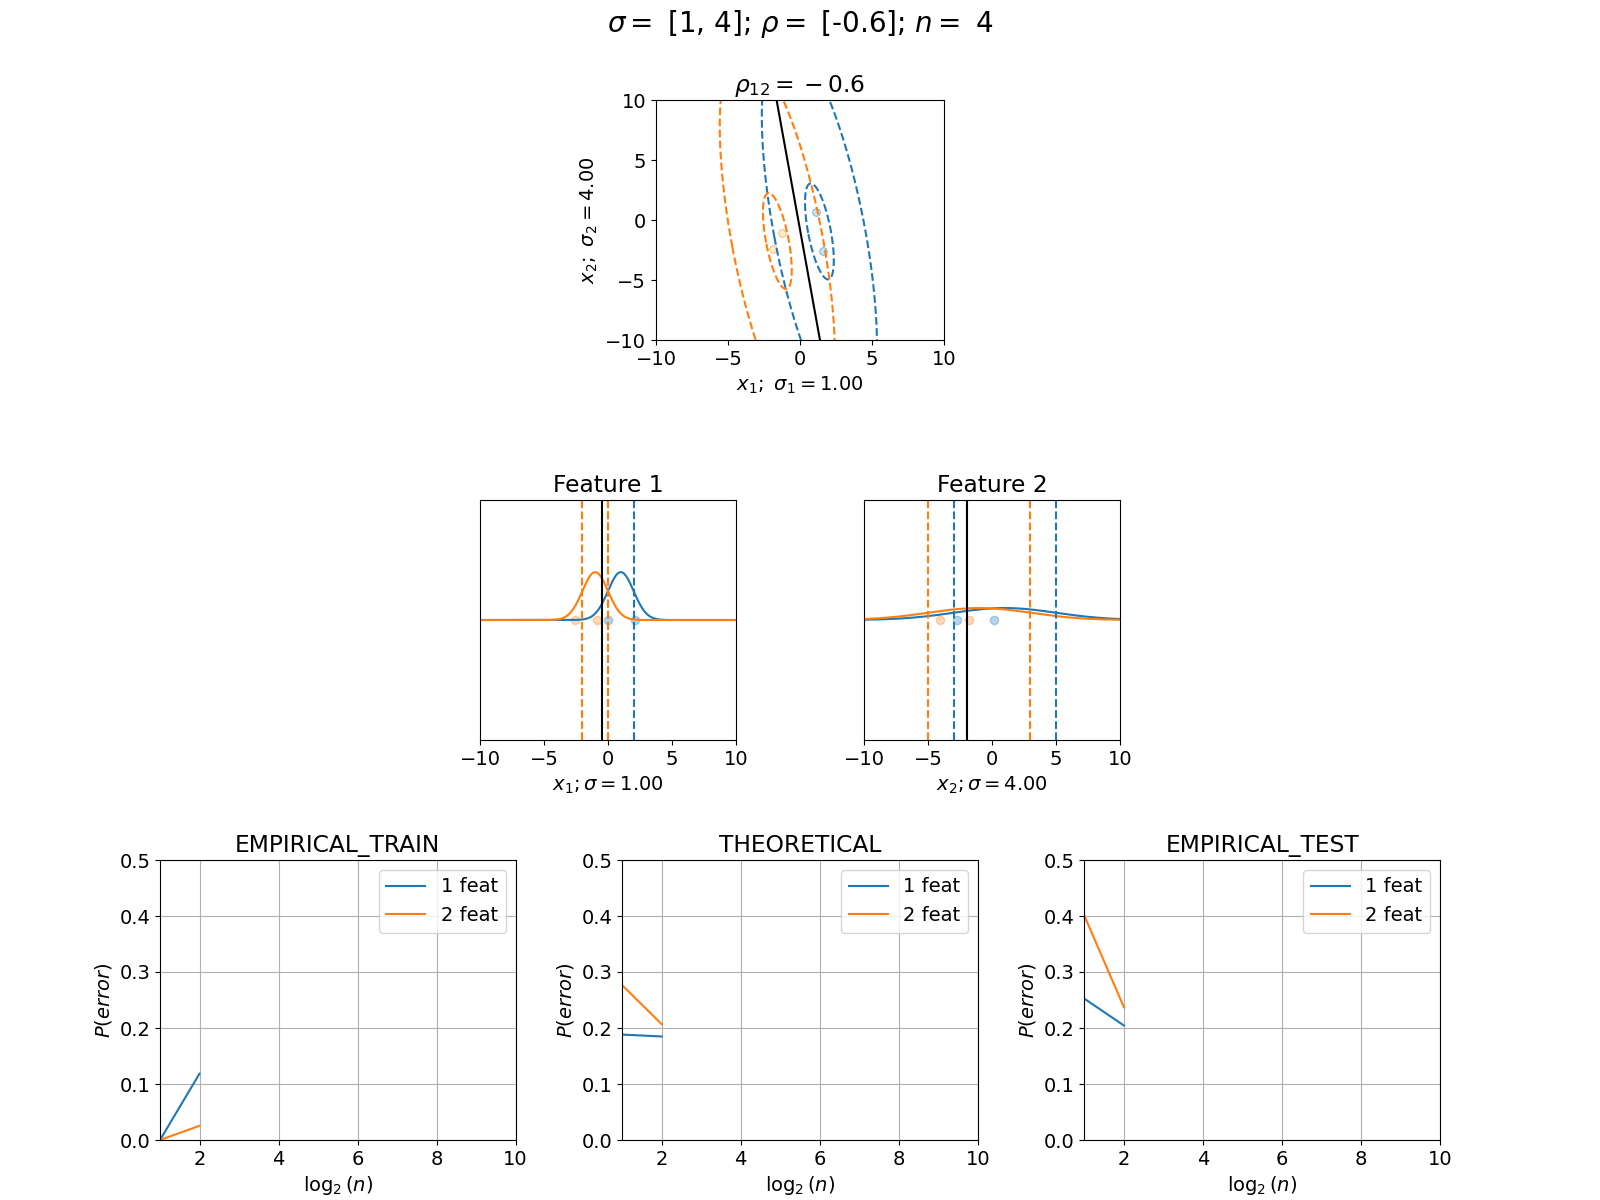 σ = [1, 4]; ρ = [-0.6]; n = 4
ρ₁₂ = −0.6
10
5
0
−5
−10
x₂; σ₂ = 4.00
−10 −5 0 5 10
x₁; σ₁ = 1.00
Feature 1
−10 −5 0 5 10
x₁; σ = 1.00
Feature 2
−10 −5 0 5 10
x₂; σ = 4.00
EMPIRICAL_TRAIN
1 feat
2 feat
0.5
0.4
0.3
0.2
0.1
0.0
P(error)
2 4 6 8 10
log₂(n)
THEORETICAL
1 feat
2 feat
0.5
0.4
0.3
0.2
0.1
0.0
P(error)
2 4 6 8 10
log₂(n)
EMPIRICAL_TEST
1 feat
2 feat
0.5
0.4
0.3
0.2
0.1
0.0
P(error)
2 4 6 8 10
log₂(n)